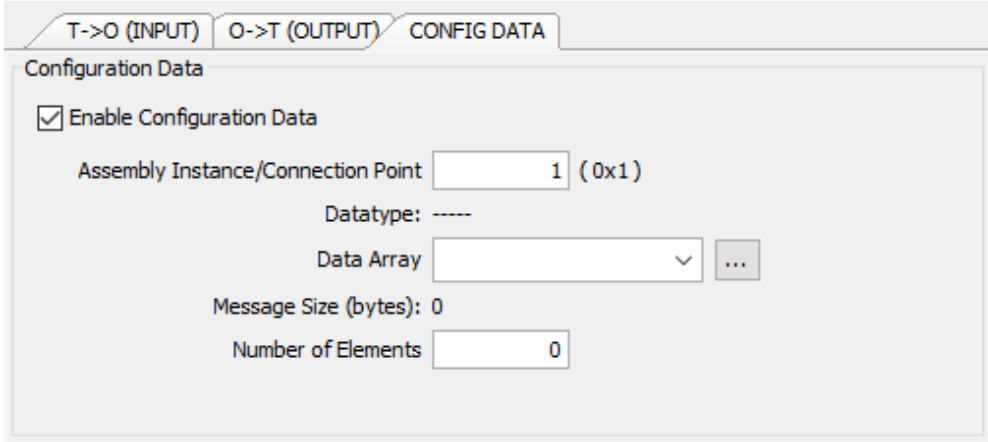 T->O (INPUT) O->T (OUTPUT) CONFIG DATA
Configuration Data
Enable Configuration Data
Assembly Instance/Connection Point 1 (0x1)
Datatype: -----
Data Array ...
Message Size (bytes): 0
Number of Elements 0